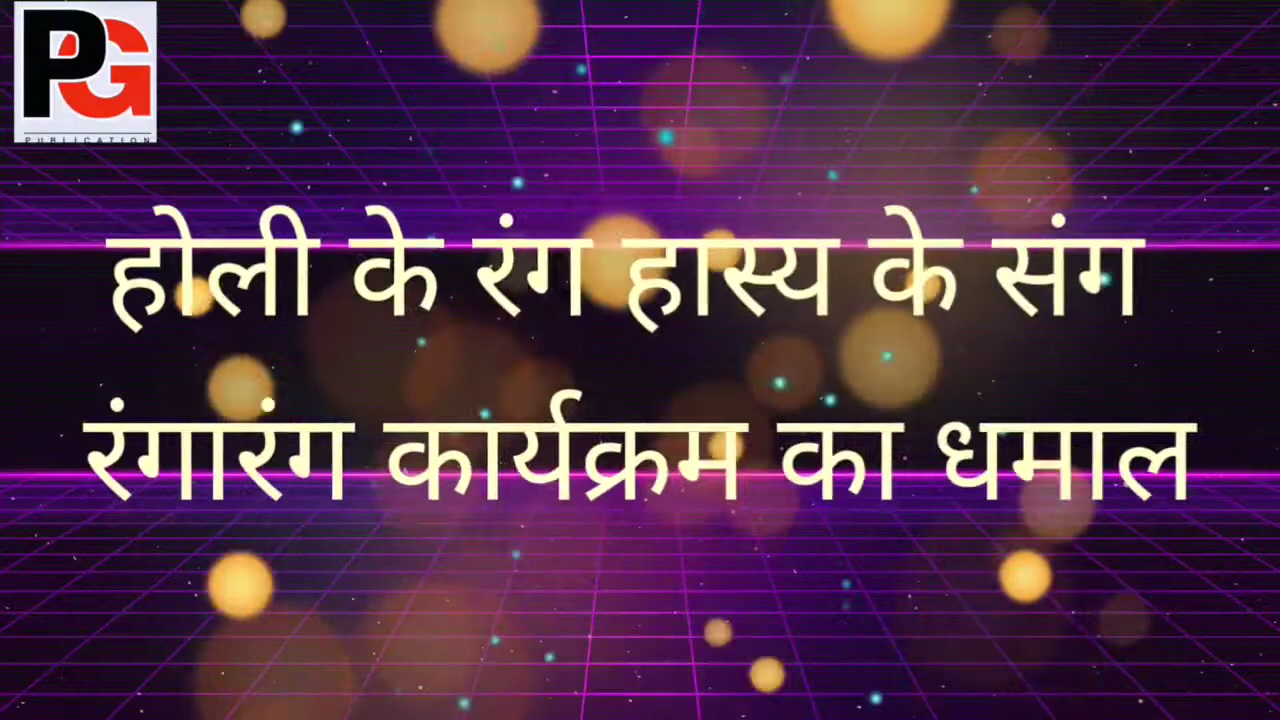 PG
PUBLICATION
होली के रंग हास्य के संग
रंगारंग कार्यक्रम का धमाल